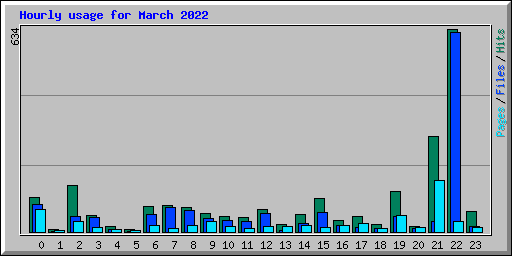 Hourly usage for March 2022
634
Pages/Files/Hits
0 1 2 3 4 5 6 7 8 9 10 11 12 13 14 15 16 17 18 19 20 21 22 23